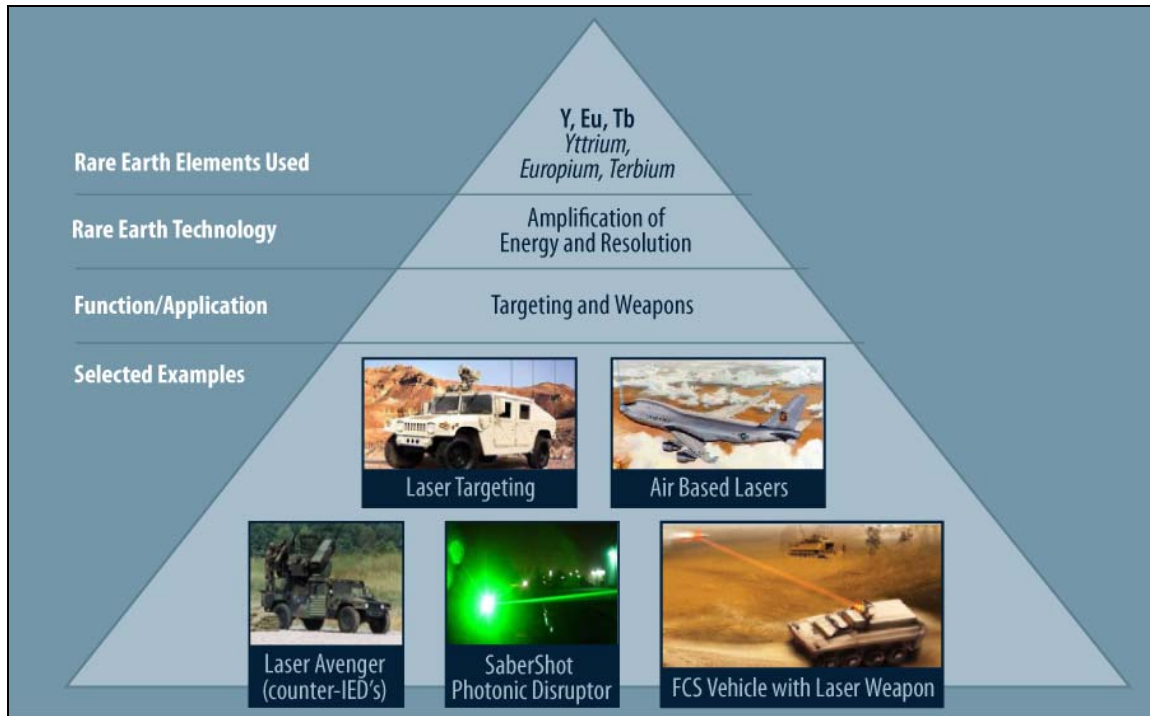 Y, Eu, Tb
Yttrium,
Europium, Terbium
Rare Earth Elements Used
Rare Earth Technology
Amplification of
Energy and Resolution
Function/Application
Targeting and Weapons
Selected Examples
Laser Targeting
Air Based Lasers
Laser Avenger
(counter-IED's)
SaberShot
Photonic Disruptor
FCS Vehicle with Laser Weapon